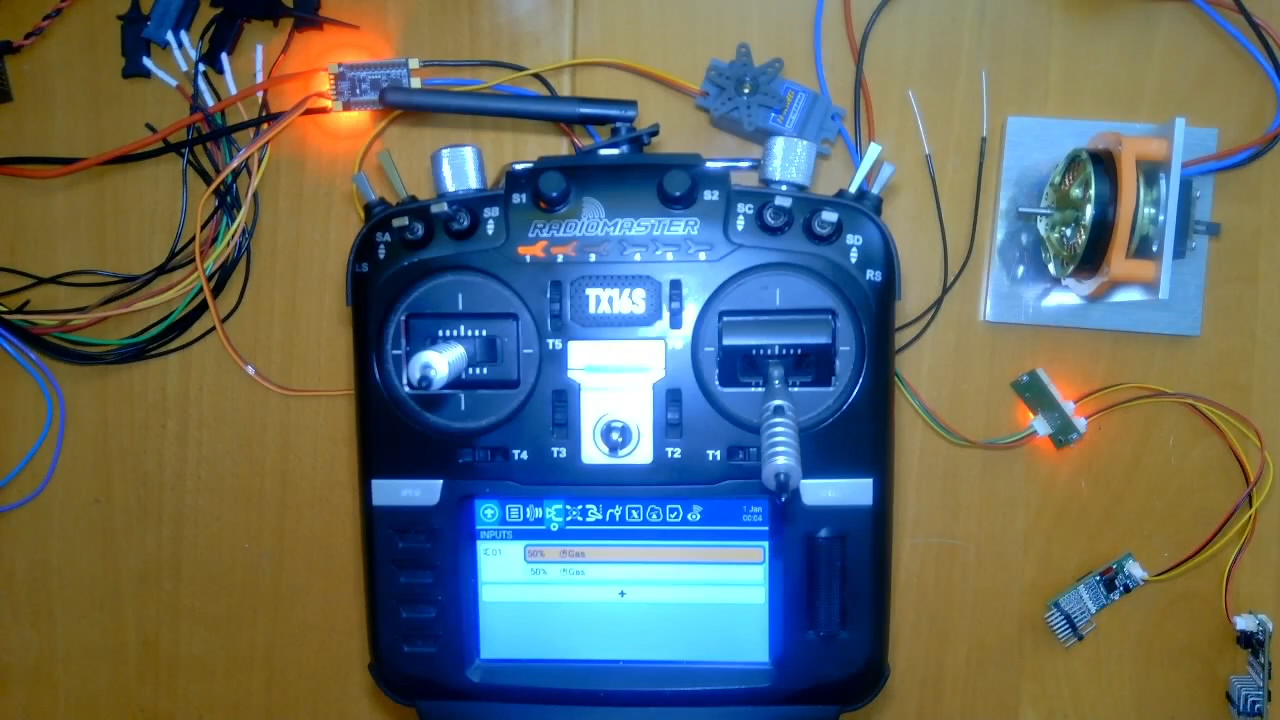 S1
S2
SB
SC
SA
SD
LS
RS
RADIOMASTER
1 2 3 4 5 6
TX16S
T5
T4
T3
T2
T1
1 Jan
00:04
INPUTS
01 50% Gas
50% Gas
+